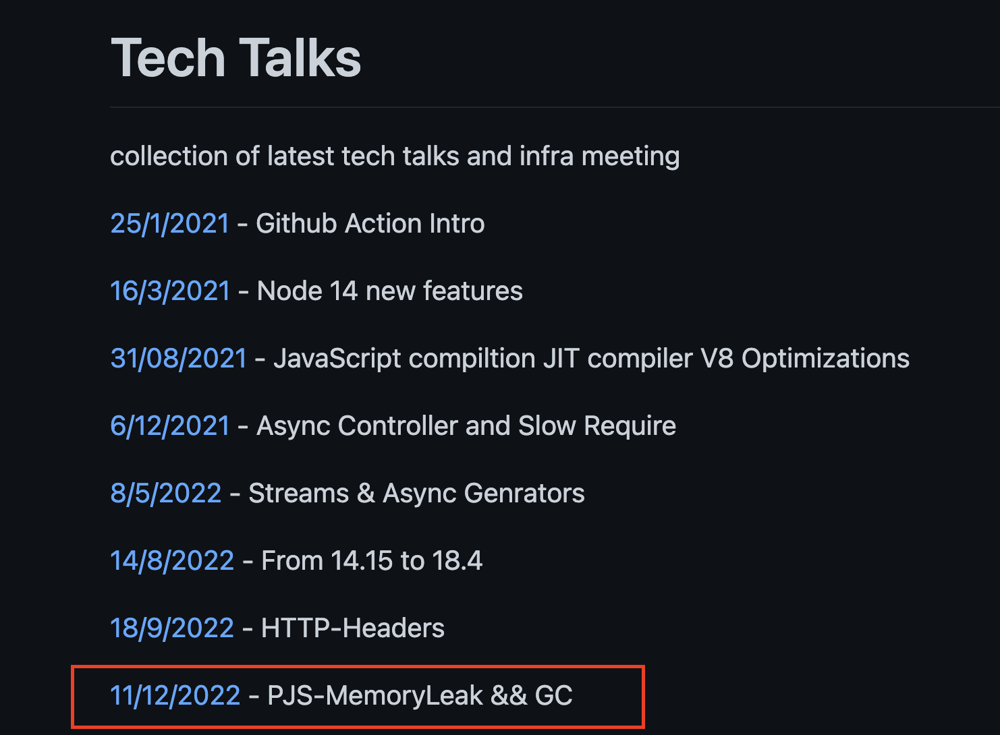 Tech Talks
collection of latest tech talks and infra meeting
25/1/2021 - Github Action Intro
16/3/2021 - Node 14 new features
31/08/2021 - JavaScript compiltion JIT compiler V8 Optimizations
6/12/2021 - Async Controller and Slow Require
8/5/2022 - Streams & Async Genrators
14/8/2022 - From 14.15 to 18.4
18/9/2022 - HTTP-Headers
11/12/2022 - PJS-MemoryLeak && GC